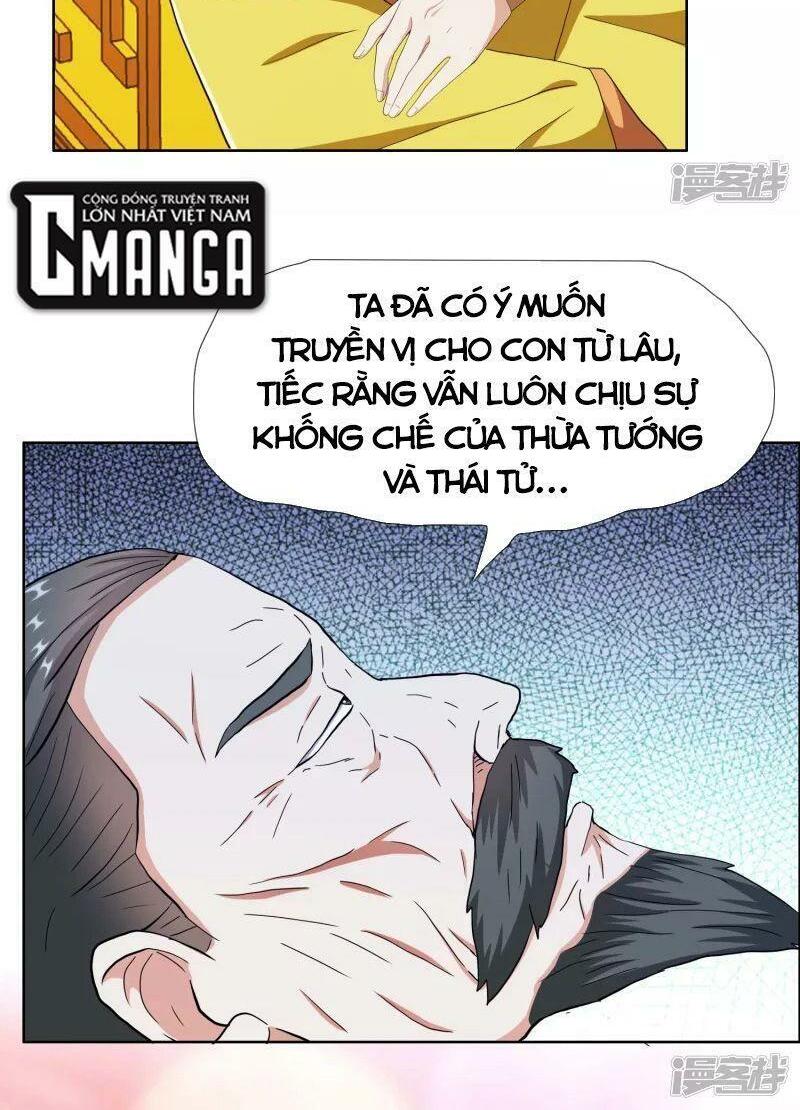 漫客栈
CỘNG ĐỒNG TRUYỆN TRANH
LỚN NHẤT VIỆT NAM
CMANGA
TA ĐÃ CÓ Ý MUỐN
TRUYỀN VỊ CHO CON TỪ LÂU,
TIẾC RẰNG VẪN LUÔN CHỊU SỰ
KHỐNG CHẾ CỦA THỪA TƯỚNG
VÀ THÁI TỬ...
漫客栈